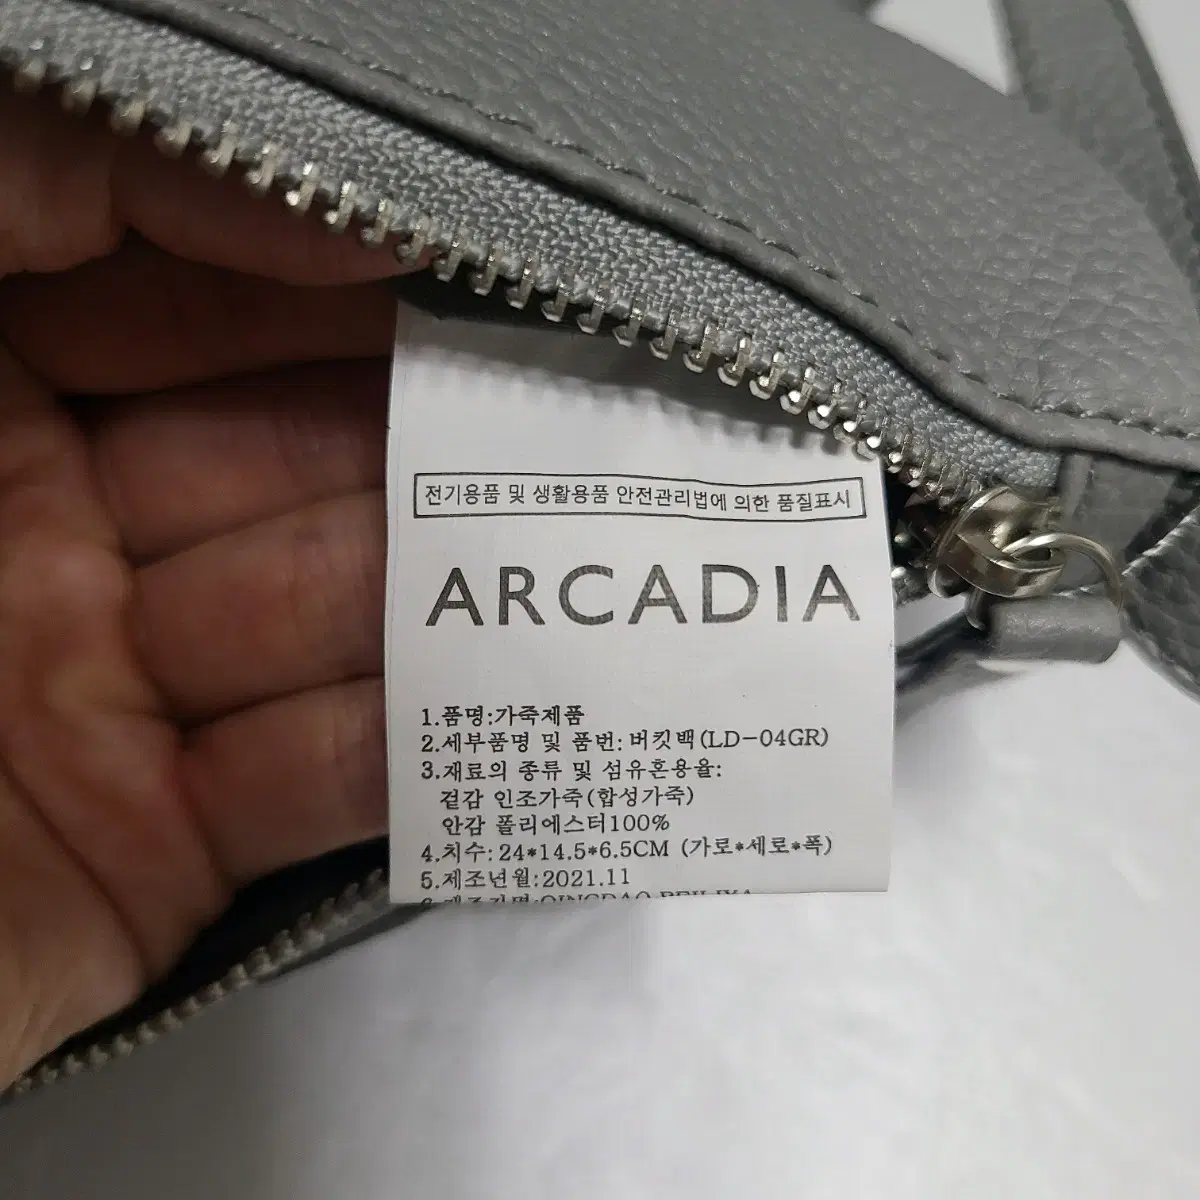 전기용품 및 생활용품 안전관리법에 의한 품질표시
ARCADIA
1.품명:가죽제품
2.세부품명 및 품번: 버킷백(LD-04GR)
3.재료의 종류 및 섬유혼용율:
겉감 인조가죽(합성가죽)
안감 폴리에스터100%
4.치수: 24*14.5*6.5CM (가로*세로*폭)
5.제조년월:2021.11